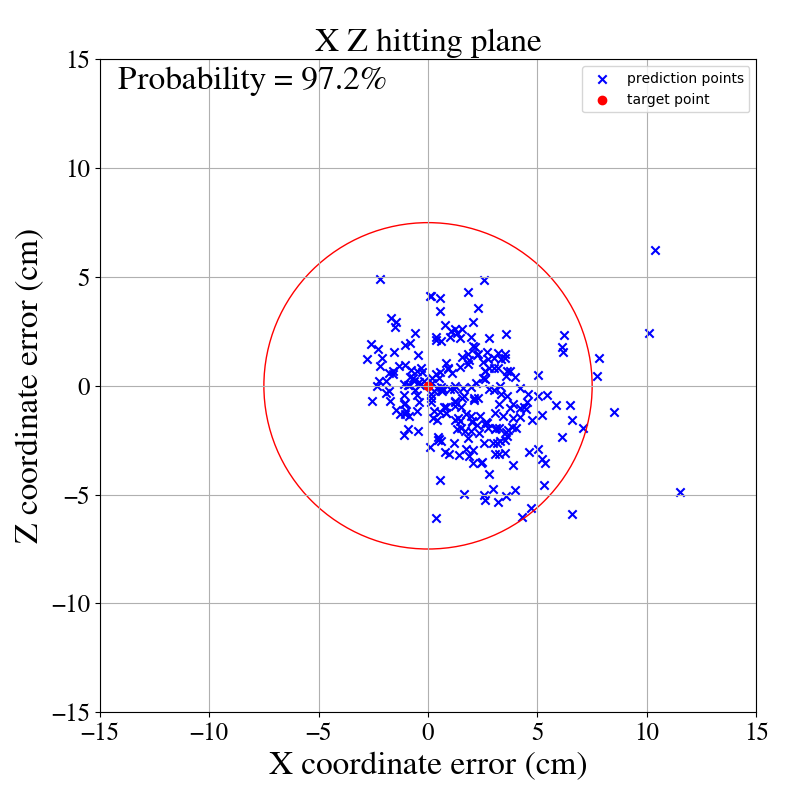 X Z hitting plane
Probability = 97.2%
prediction points
target point
15
10
5
0
−5
−10
−15
−15
−10
−5
0
5
10
15
Z coordinate error (cm)
X coordinate error (cm)